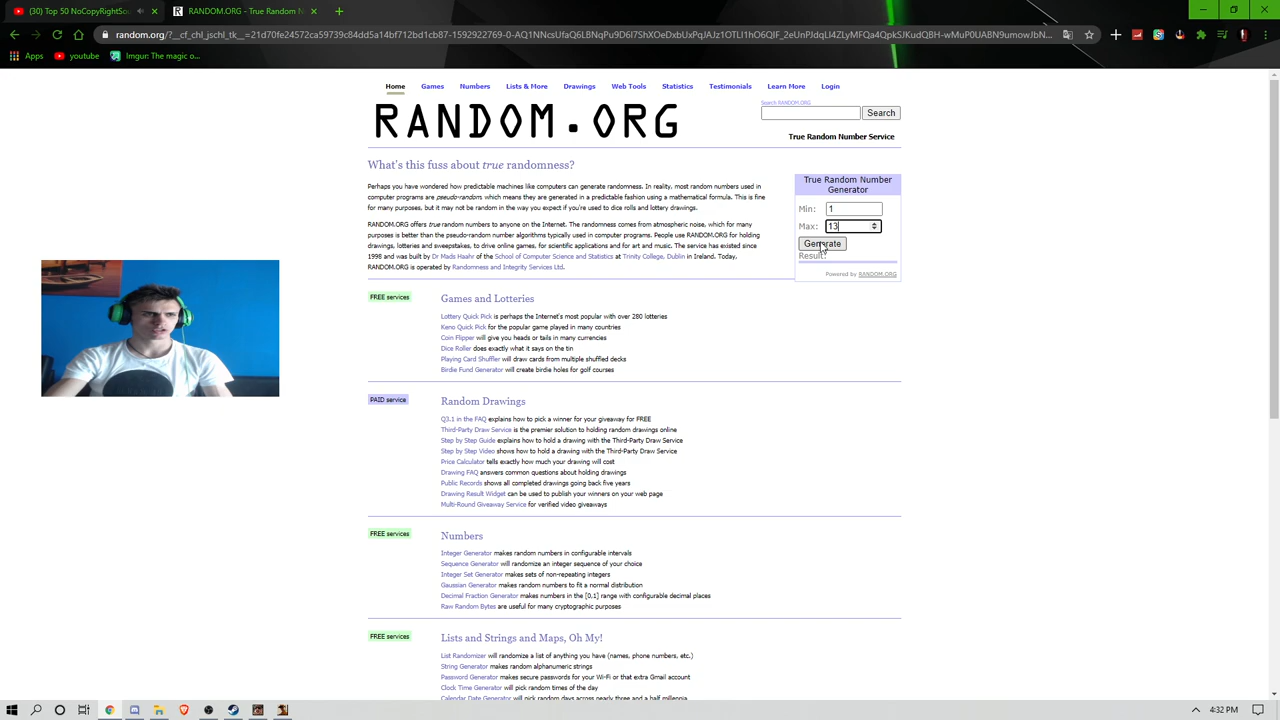 (30) Top 50 NoCopyRightSound
RANDOM.ORG - True Random Nu
random.org/?__cf_chl_jschl_tk__=21d70fe24572ca59739c84dd5a14bf712bd1cb87-1592922769-0-
Apps
YouTube
Imgur: The magic o...
Home
Games
Numbers
Lists & More
Drawings
Web Tools
Statistics
Testimonials
Learn More
Login
RANDOM.ORG
Search RANDOM.ORG
Search
True Random Number Service
What's this fuss about true randomness?
Perhaps you have wondered how predictable machines like computers can generate randomness. In reality, most random numbers used in
computer programs are pseudo-random, which means they are generated in a predictable fashion using a mathematical formula. This is fine
for many purposes, but it may not be random in the way you expect if you're used to dice rolls and lottery drawings.
RANDOM.ORG offers true random numbers to anyone on the Internet. The randomness comes from atmospheric noise, which for many
purposes is better than the pseudo-random number algorithms typically used in computer programs. People use RANDOM.ORG for holding
drawings, lotteries and sweepstakes, to drive online games, for scientific applications and for art and music. The service has existed since
1998 and was built by Dr Mads Haahr of the School of Computer Science and Statistics at Trinity College, Dublin in Ireland. Today,
RANDOM.ORG is operated by Randomness and Integrity Services Ltd.
True Random Number
Generator
Min: 1
Max: 13
Generate
Result:
Powered by RANDOM.ORG
FREE services
Games and Lotteries
Lottery Quick Pick is perhaps the Internet's most popular with over 280 lotteries
Keno Quick Pick for the popular game played in many countries
Coin Flipper will give you heads or tails in many currencies
Dice Roller does exactly what it says on the tin
Playing Card Shuffler will draw cards from multiple shuffled decks
Birdie Fund Generator will create birdie holes for golf courses
PAID service
Random Drawings
Q3.1 in the FAQ explains how to pick a winner for your giveaway for FREE
Third-Party Draw Service is the premier solution to holding random drawings online
Step by Step Guide explains how to hold a drawing with the Third-Party Draw Service
Step by Step Video shows how to hold a drawing with the Third-Party Draw Service
Price Calculator tells exactly how much your drawing will cost
Drawing FAQ answers common questions about holding drawings
Public Records shows all completed drawings going back five years
Drawing Result Widget can be used to publish your winners on your web page
Multi-Round Giveaway Service for verified video giveaways
FREE services
Numbers
Integer Generator makes random numbers in configurable intervals
Sequence Generator will randomize an integer sequence of your choice
Integer Set Generator makes sets of non-repeating integers
Gaussian Generator makes random numbers to fit a normal distribution
Decimal Fraction Generator makes numbers in the [0,1] range with configurable decimal places
Raw Random Bytes are useful for many cryptographic purposes
FREE services
Lists and Strings and Maps, Oh My!
List Randomizer will randomize a list of anything you have (names, phone numbers, etc.)
String Generator makes random alphanumeric strings
Password Generator makes secure passwords for your Wi-Fi or that extra Gmail account
Clock Time Generator will pick random times of the day
Calendar Date Generator will pick random days across nearly three and a half millennia
4:32 PM